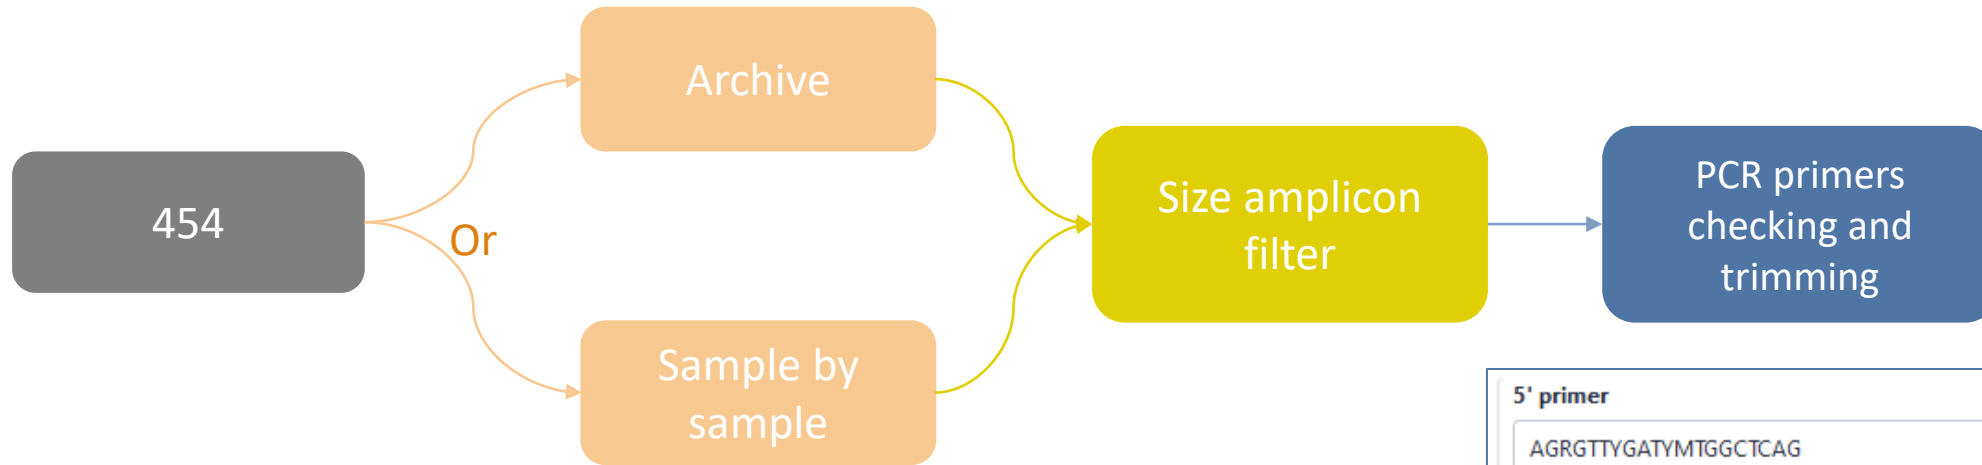 454
Or
Archive
Sample by
sample
Size amplicon
filter
PCR primers
checking and
trimming
5' primer
AGRGTTYGATYMTGGCTCAG